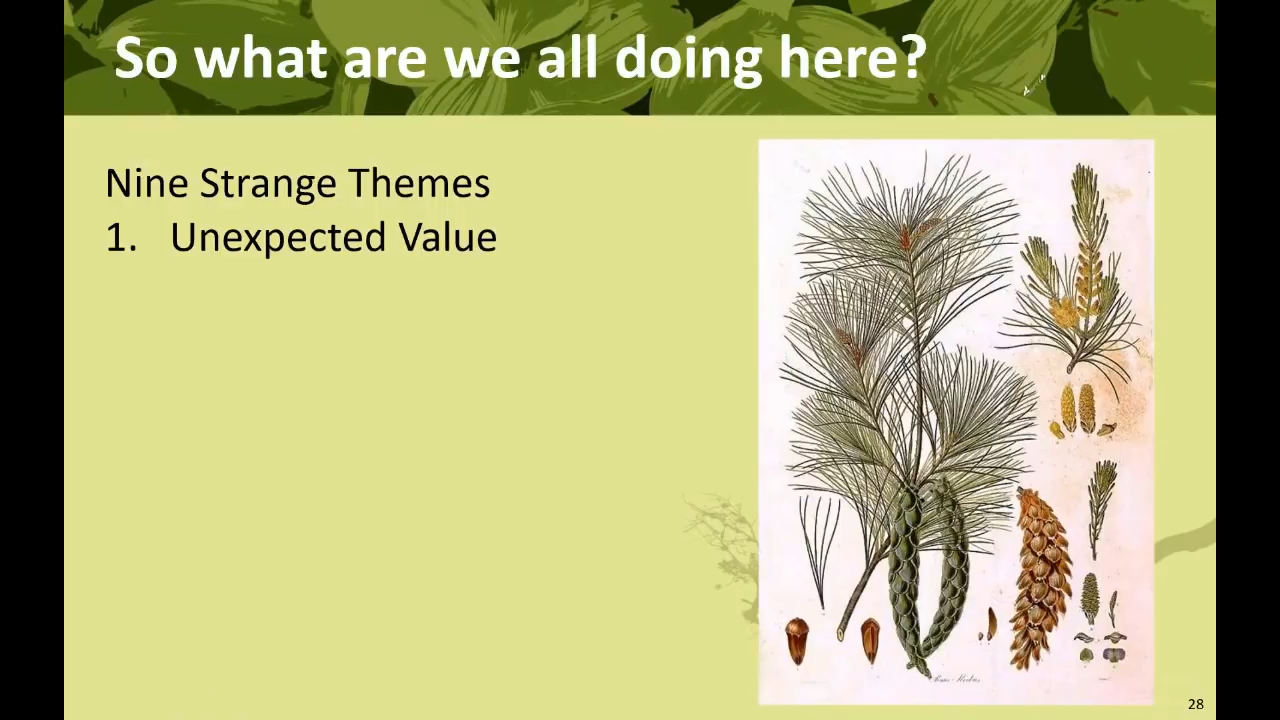 So what are we all doing here?
Nine Strange Themes
1. Unexpected Value
28